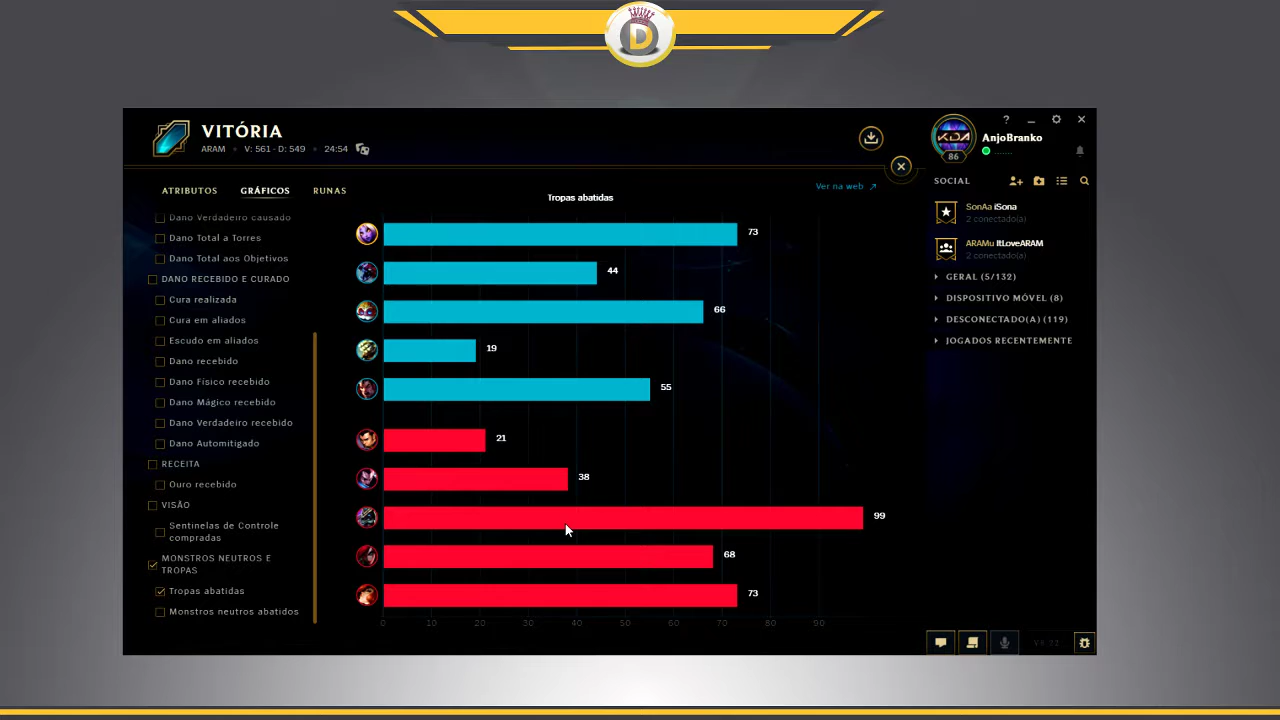 D
VITÓRIA
ARAM • V: 561 - D: 549 • 24:54
KDA
86
AnjoBranko
ATRIBUTOS GRÁFICOS RUNAS
Ver na web
Tropas abatidas
Dano Verdadeiro causado
Dano Total a Torres
Dano Total aos Objetivos
DANO RECEBIDO E CURADO
Cura realizada
Cura em aliados
Escudo em aliados
Dano recebido
Dano Físico recebido
Dano Mágico recebido
Dano Verdadeiro recebido
Dano Automitigado
RECEITA
Ouro recebido
VISÃO
Sentinelas de Controle
compradas
MONSTROS NEUTROS E
TROPAS
Tropas abatidas
Monstros neutros abatidos
73
44
66
19
55
21
38
99
68
73
0 10 20 30 40 50 60 70 80 90
SOCIAL
SonAa iSona
2 conectado(a)
ARAMu ItLoveARAM
2 conectado(a)
GERAL (5/132)
DISPOSITIVO MÓVEL (8)
DESCONECTADO(A) (119)
JOGADOS RECENTEMENTE